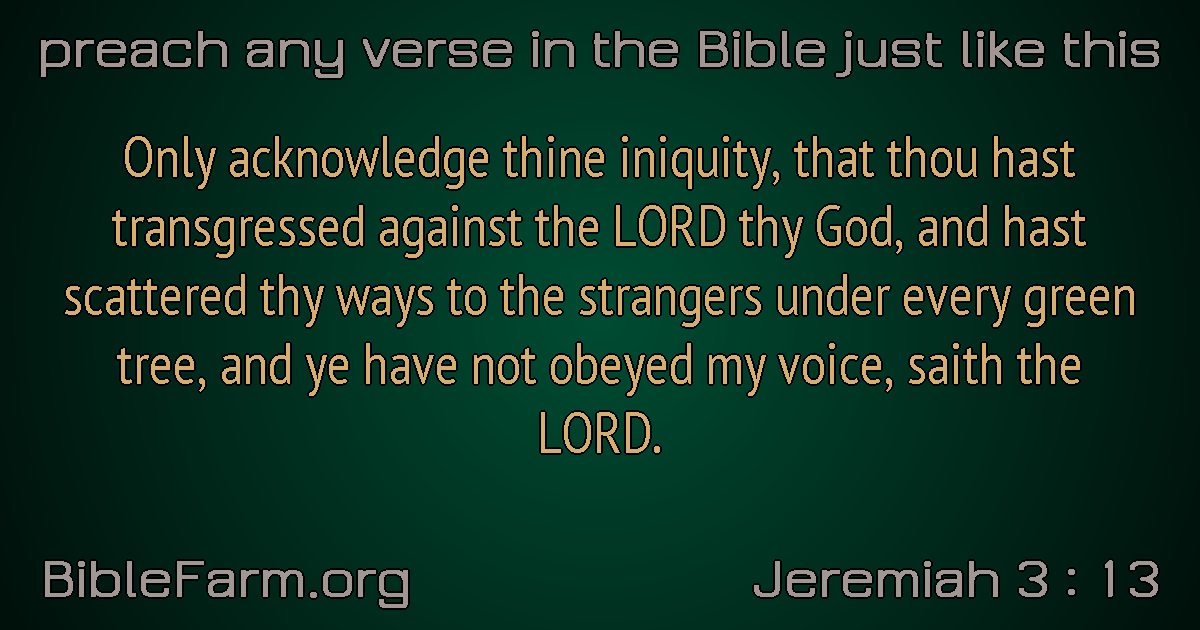 preach any verse in the Bible just like this
Only acknowledge thine iniquity, that thou hast
transgressed against the LORD thy God, and hast
scattered thy ways to the strangers under every green
tree, and ye have not obeyed my voice, saith the
LORD.
BibleFarm.org
Jeremiah 3 : 13